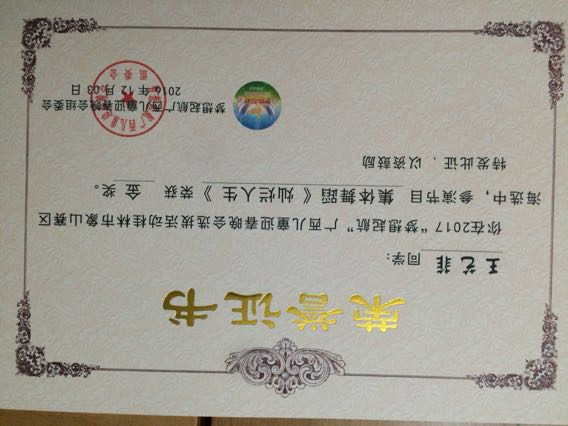 荣誉证书
王艺菲 同学：
你在2017“梦想起航”广西儿童迎春晚会选拔活动桂林市象山赛区
海选中，参演节目 集体舞蹈《灿烂人生》 荣获 金 奖。
特发此证，以资鼓励
梦想起航广西儿童迎春晚会组委会
2016年12月03日
组委会